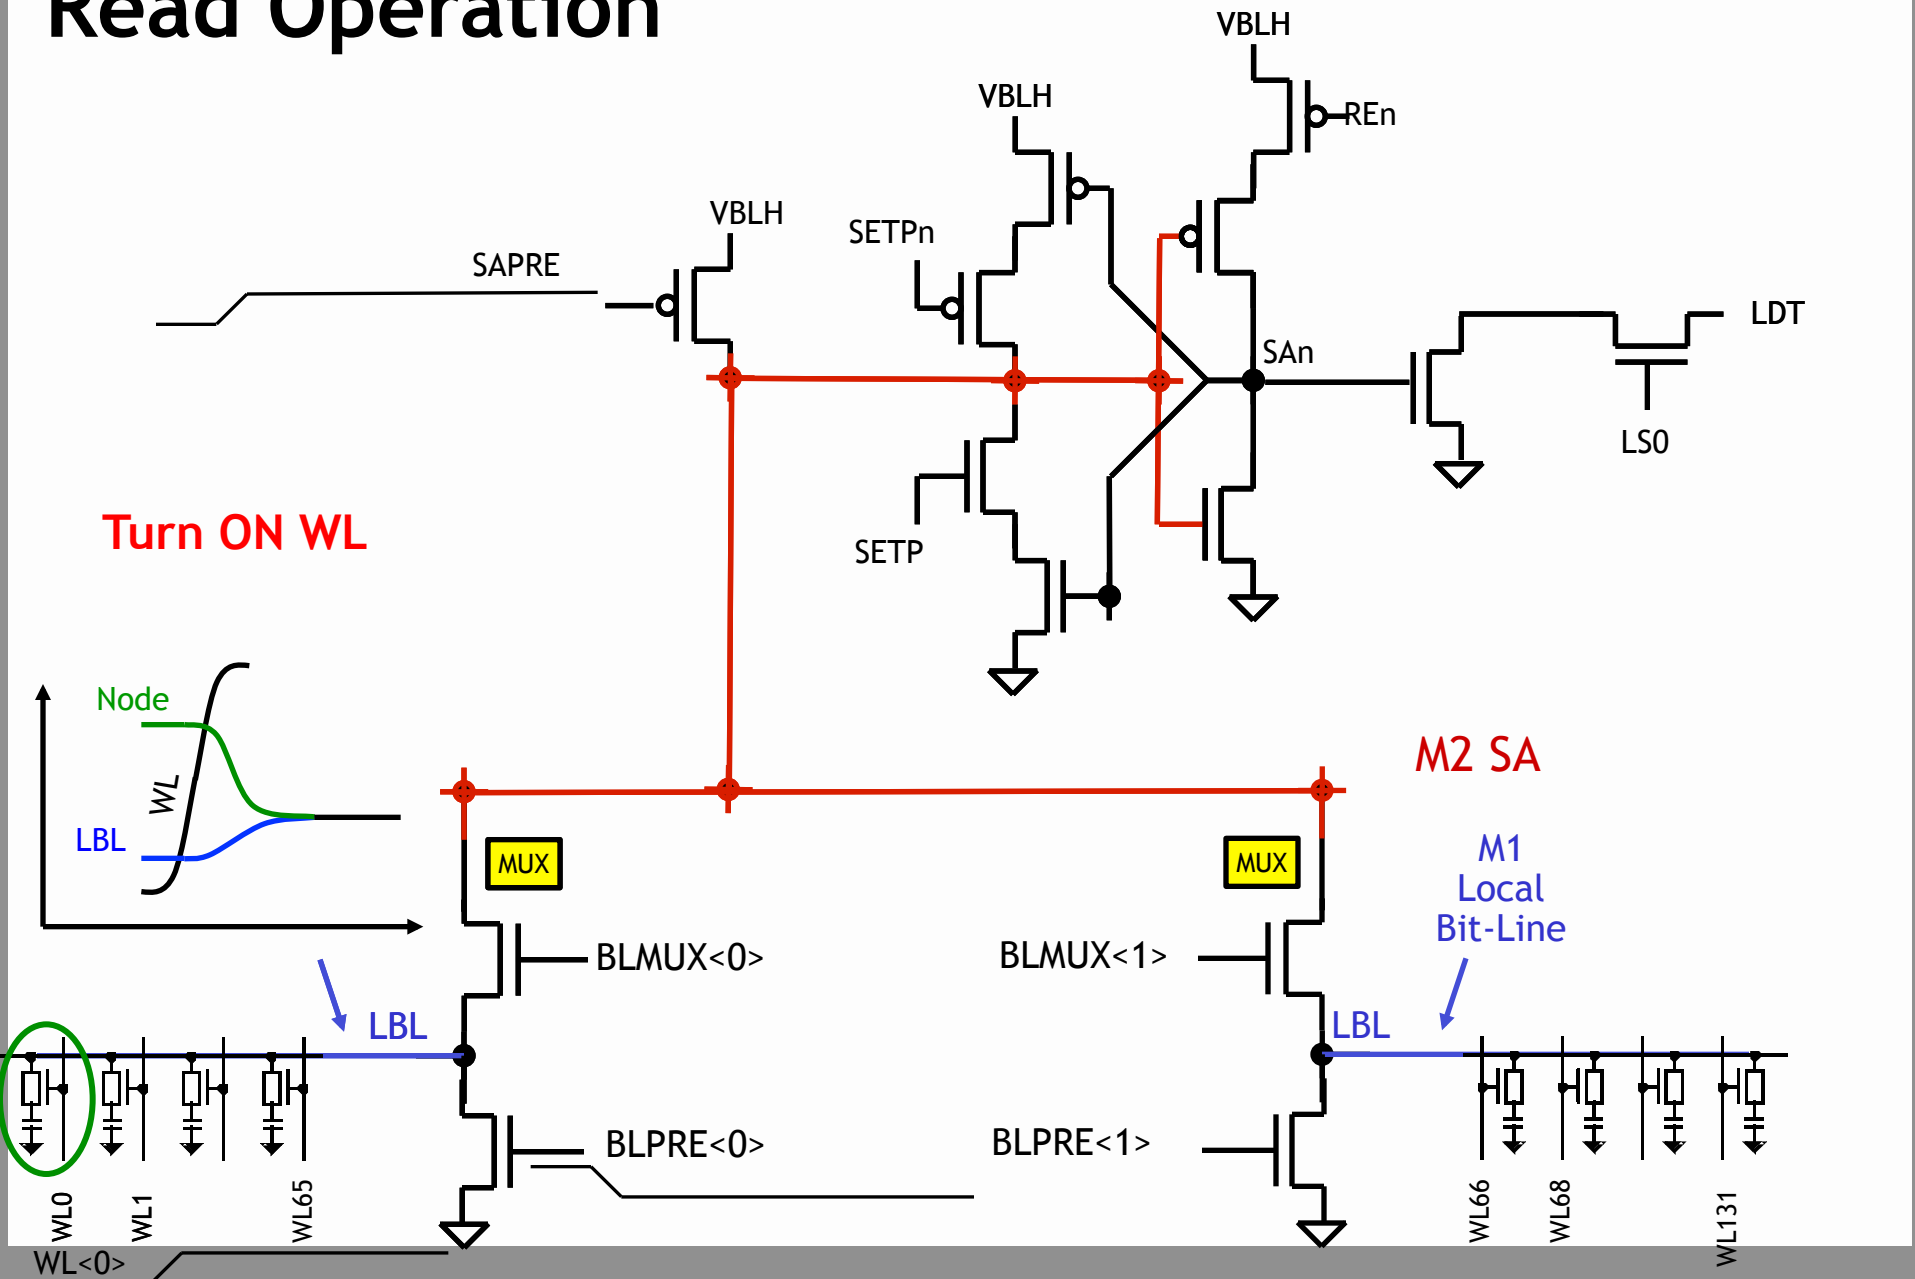 Read Operation
VBLH
VBLH
REn
VBLH
SETPn
SAPRE
LDT
SAn
LS0
Turn ON WL
SETP
Node
WL
LBL
M2 SA
MUX
MUX
M1
Local
Bit-Line
BLMUX<0>
BLMUX<1>
LBL
LBL
BLPRE<0>
BLPRE<1>
WL0
WL1
WL65
WL66
WL68
WL131
WL<0>